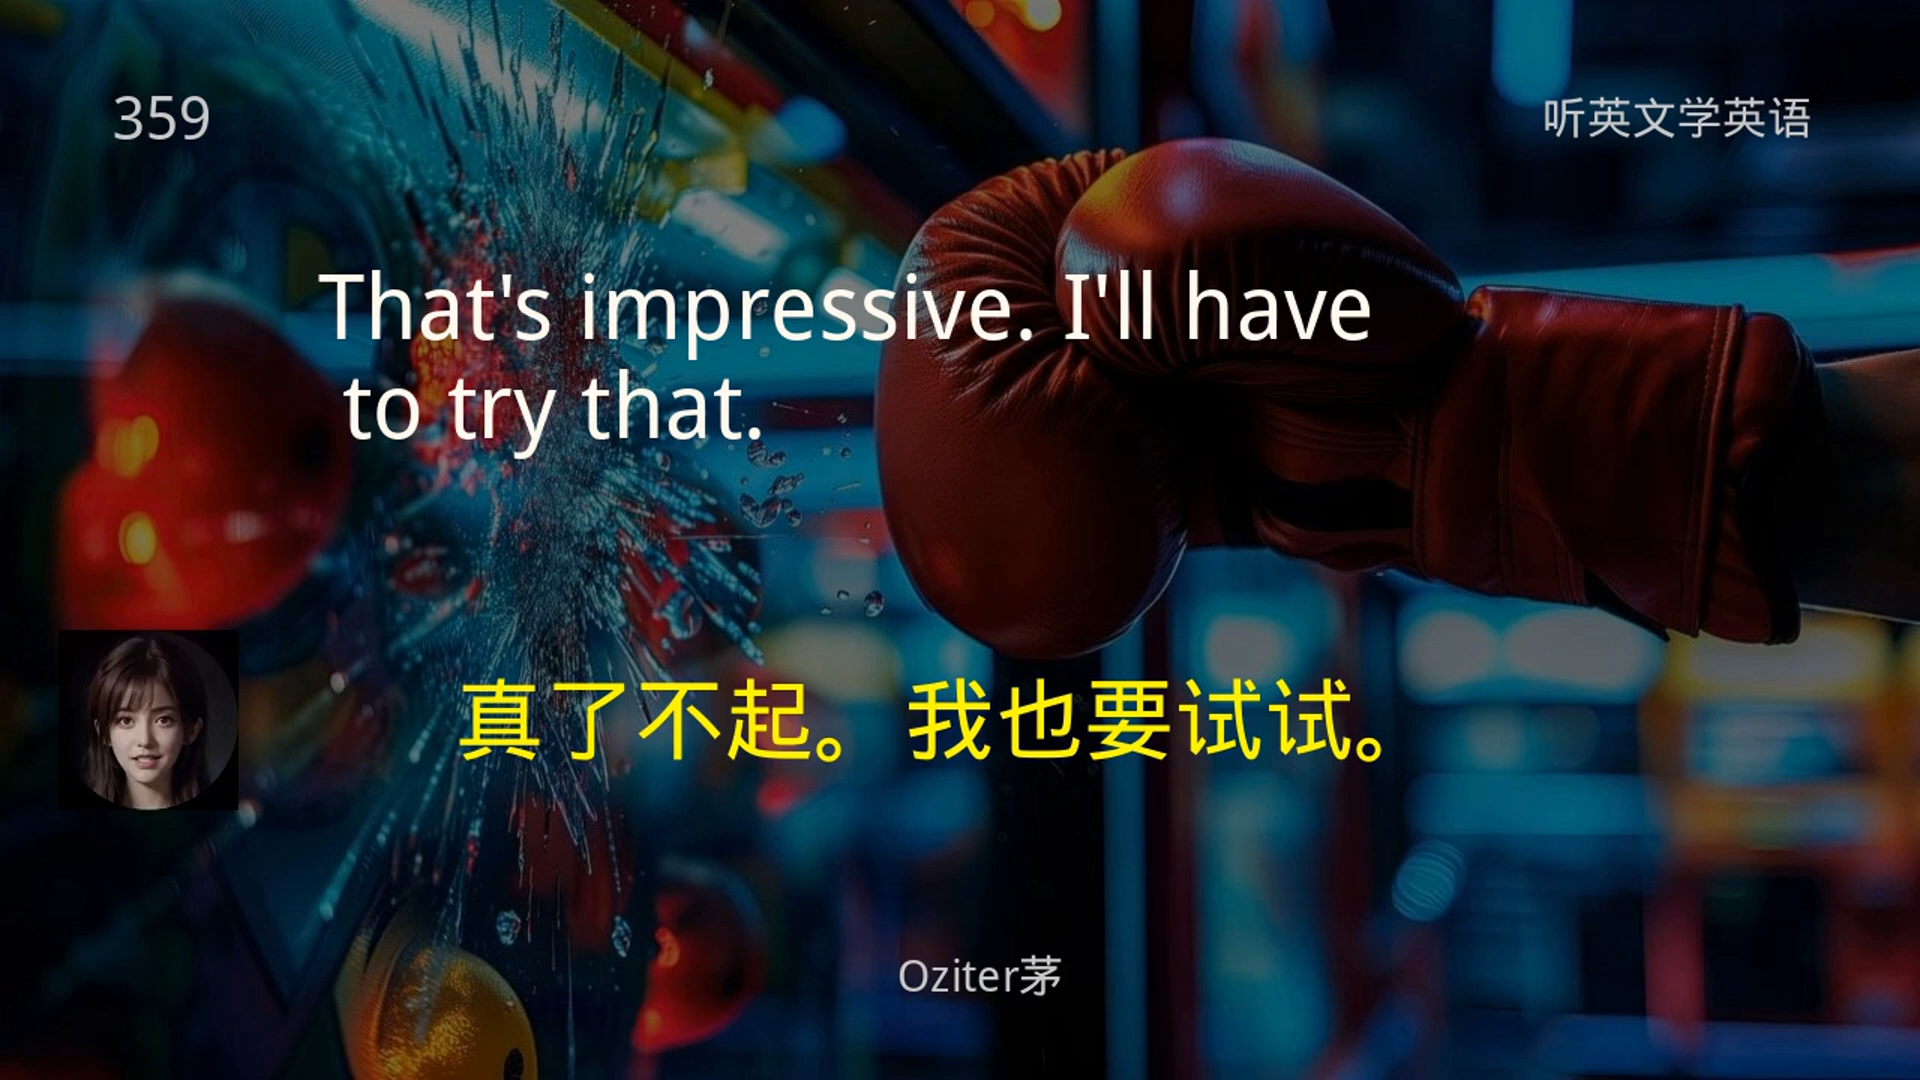 359
听英文学英语
That's impressive. I'll have
to try that.
真了不起。 我也要试试。
Oziter茅